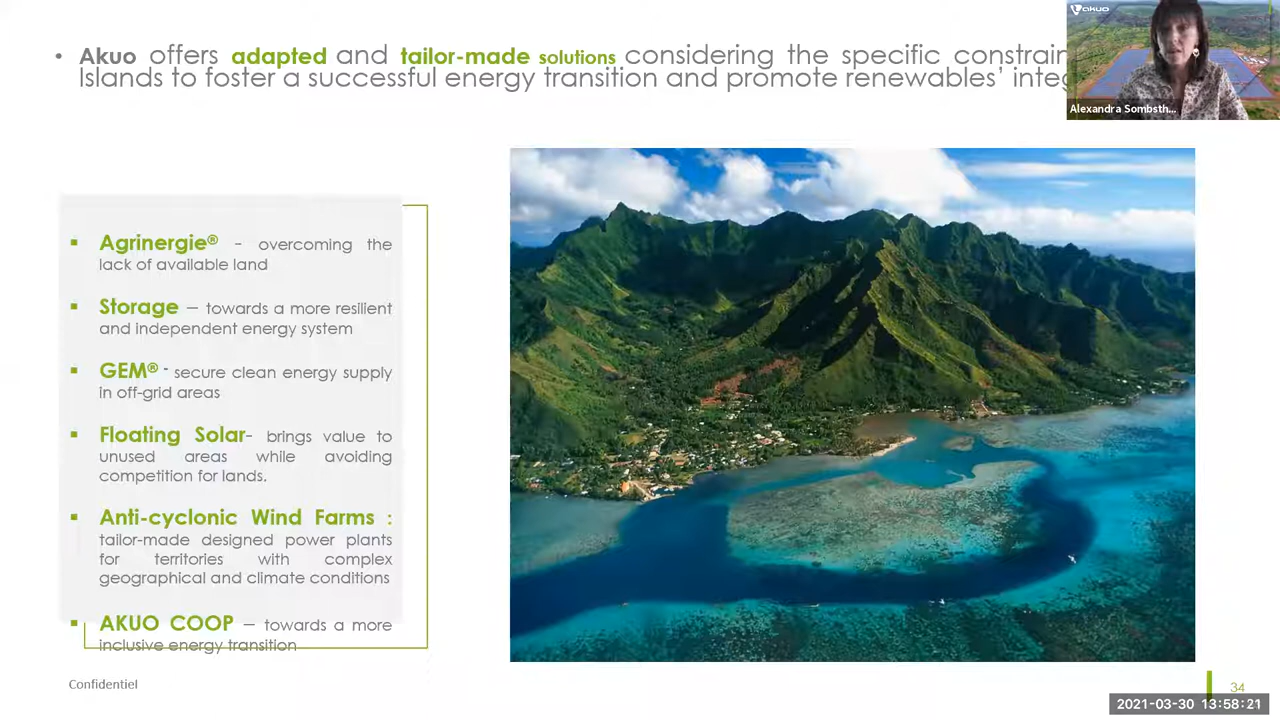 • Akuo offers adapted and tailor-made solutions considering the specific
Islands to foster a successful energy transition and promote renewables’
akuo
Alexandra Sombsth...
▪ Agrinergie® - overcoming the
lack of available land
▪ Storage – towards a more resilient
and independent energy system
▪ GEM® - secure clean energy supply
in off-grid areas
▪ Floating Solar- brings value to
unused areas while avoiding
competition for lands.
▪ Anti-cyclonic Wind Farms :
tailor-made designed power plants
for territories with complex
geographical and climate conditions
▪ AKUO COOP – towards a more
inclusive energy transition
Confidentiel
34
2021-03-30 13:58:21